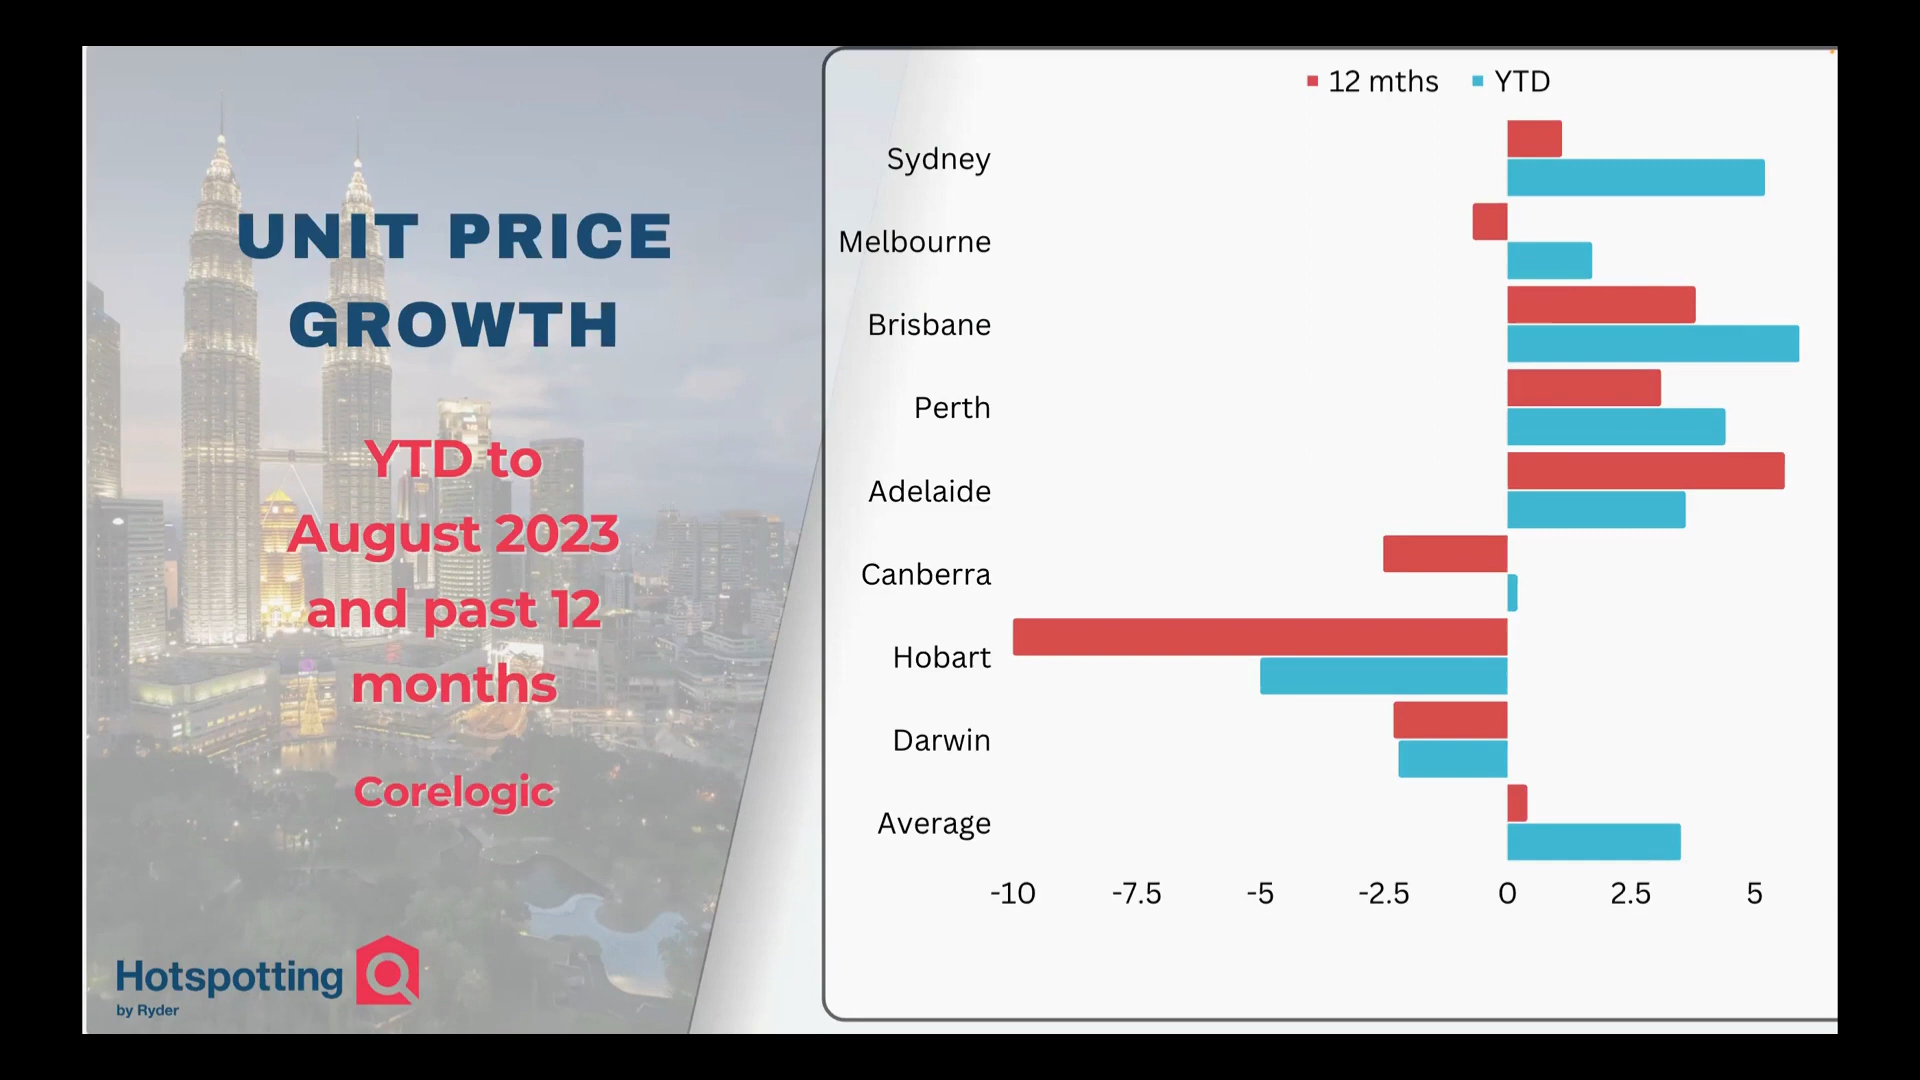 UNIT PRICE
GROWTH
YTD to
August 2023
and past 12
months
Corelogic
Hotspotting
by Ryder
12 mths YTD
Sydney
Melbourne
Brisbane
Perth
Adelaide
Canberra
Hobart
Darwin
Average
-10 -7.5 -5 -2.5 0 2.5 5